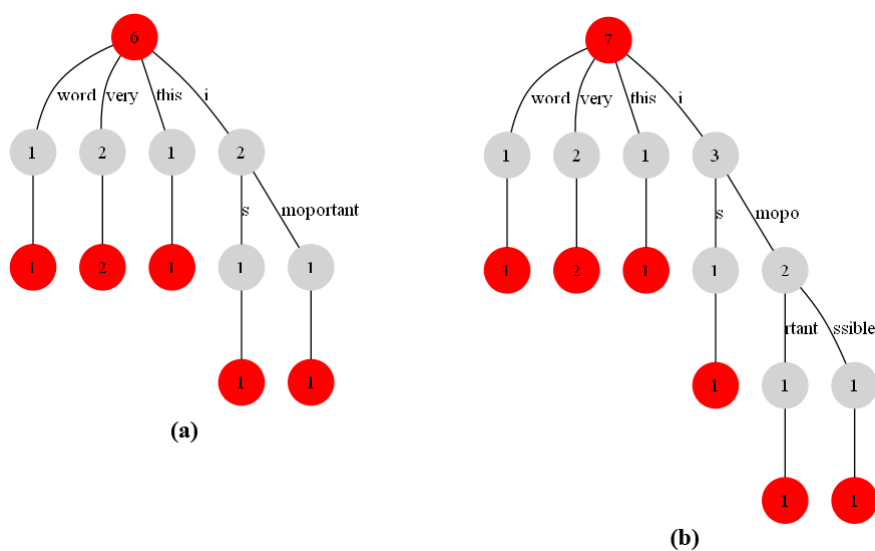 6
word very this i
1 2 1 2
s moportant
1 2 1 1 1
1 1
(a)
7
word very this i
1 2 1 3
s mopo
1 2 1 1 2
rtant ssible
1 1 1
1 1
(b)